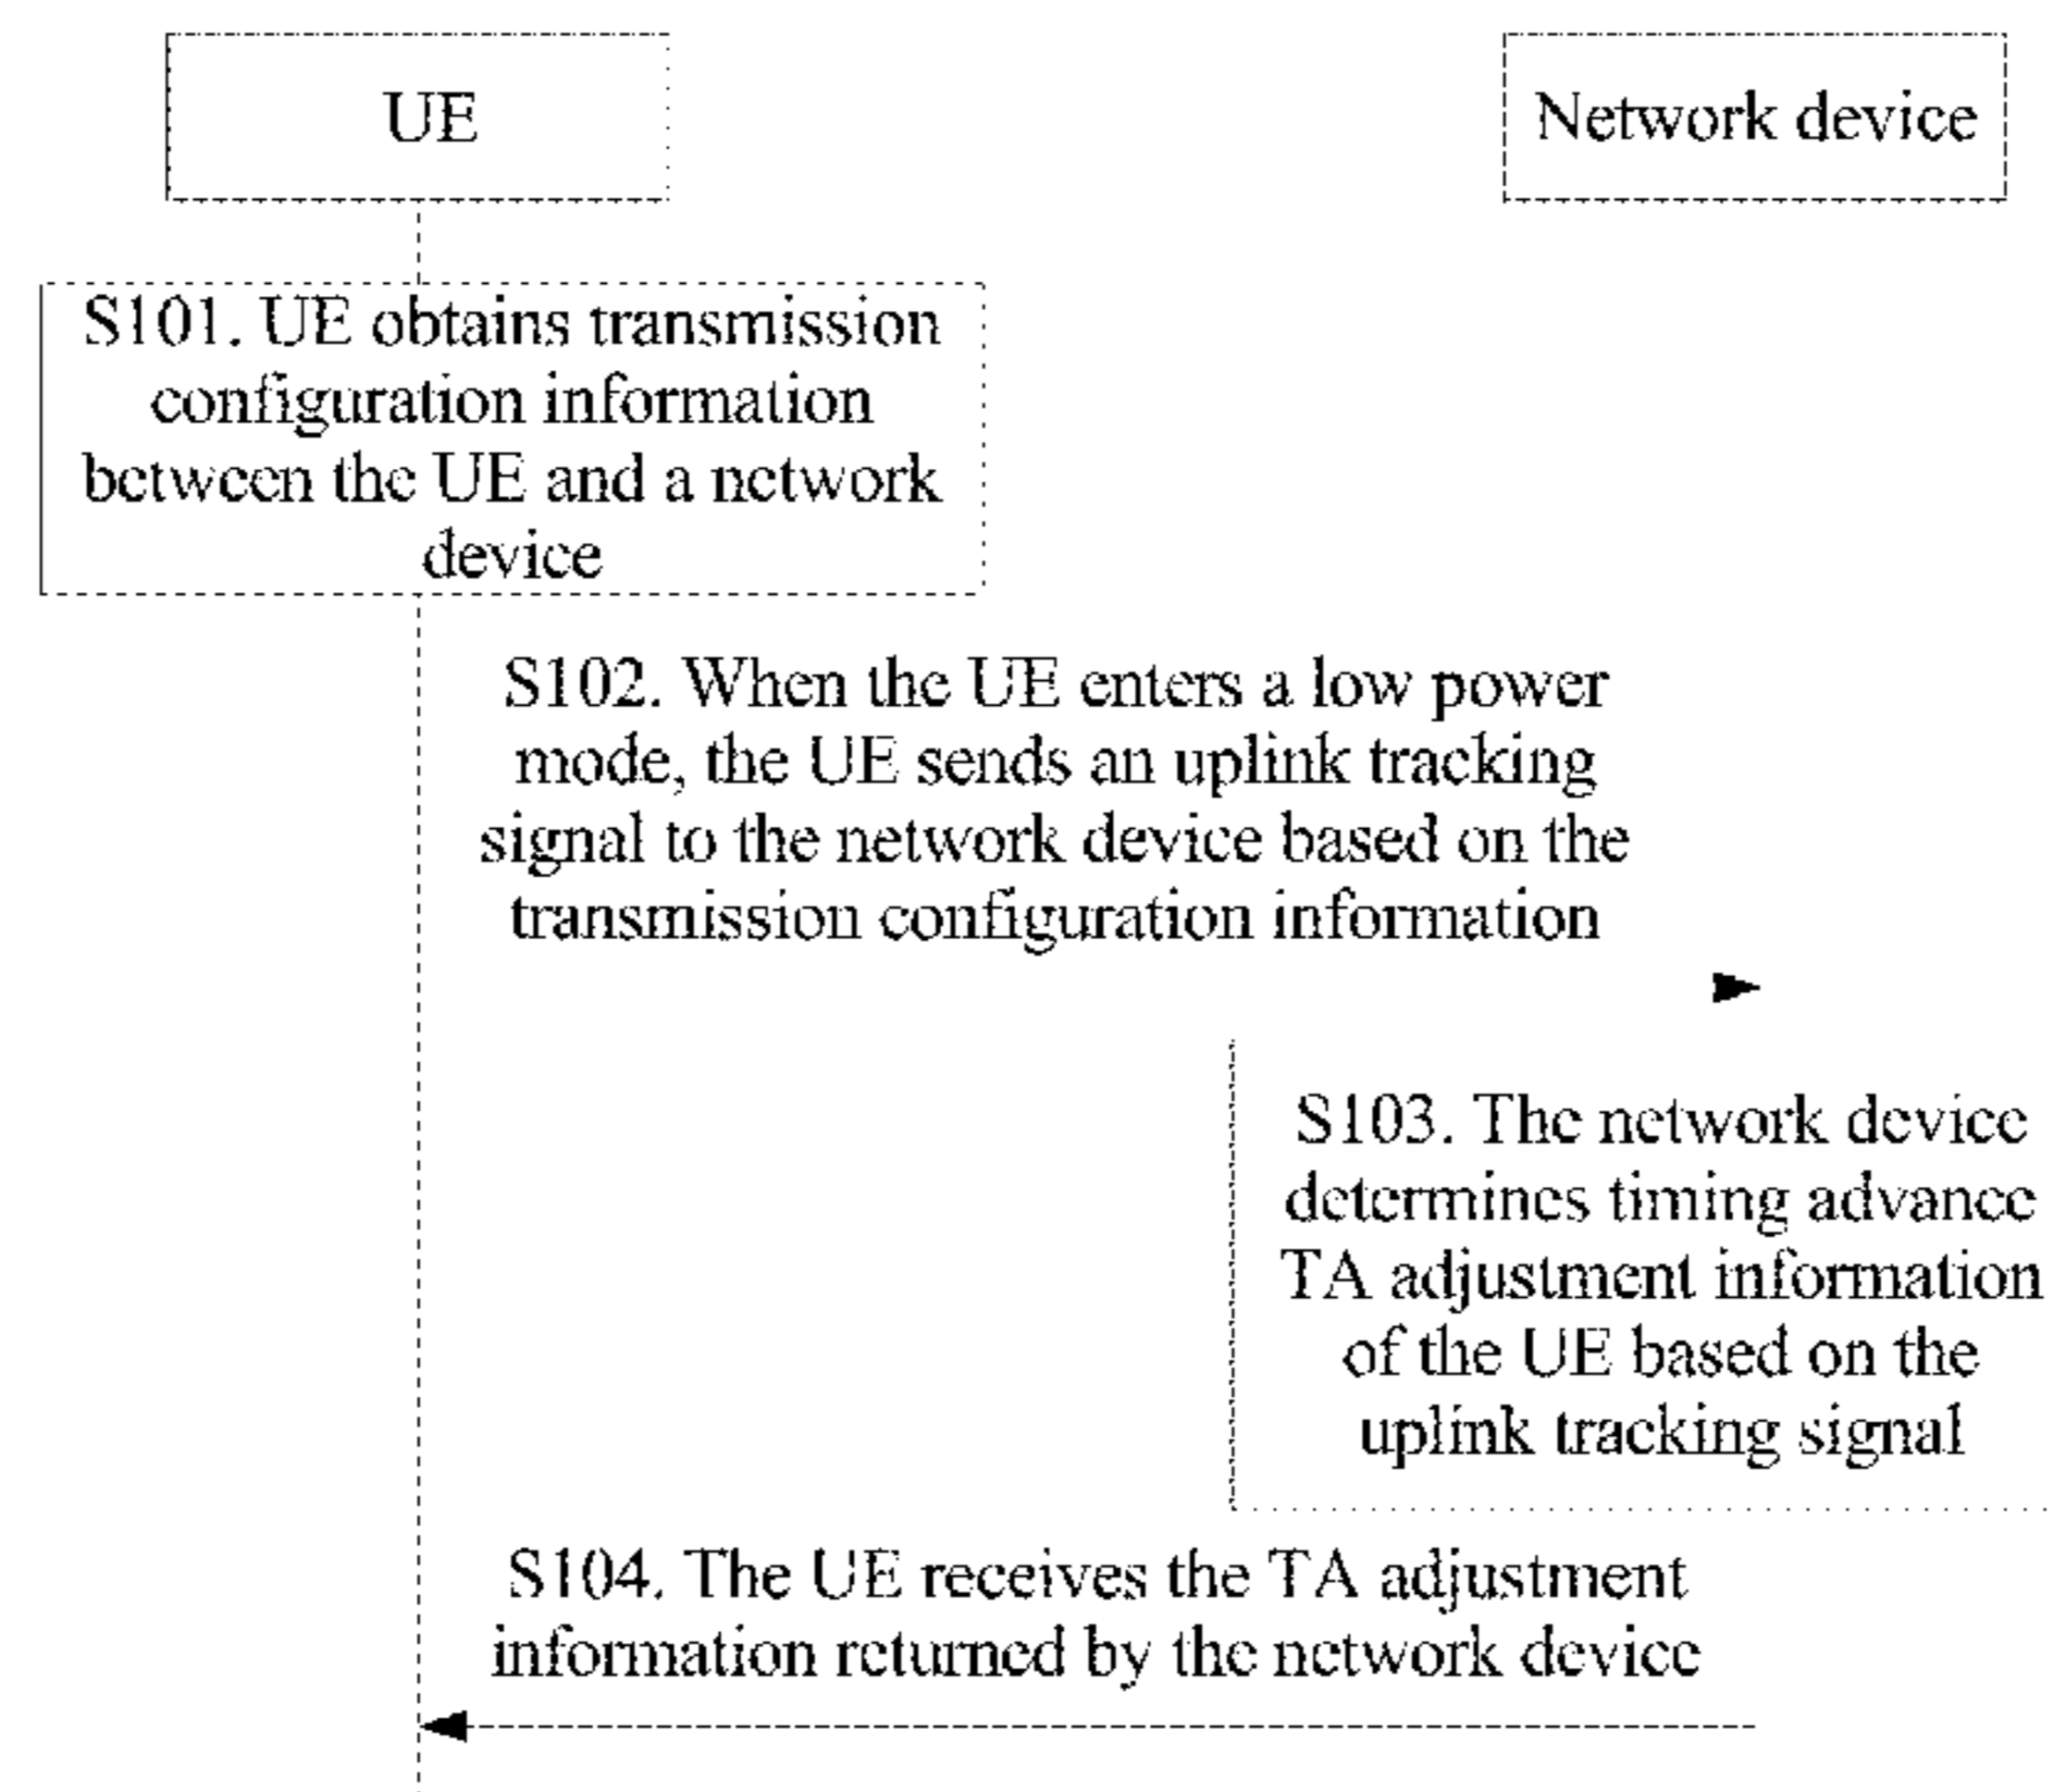 UE
Network device
S101. UE obtains transmission
configuration information
between the UE and a network
device
S102. When the UE enters a low power
mode, the UE sends an uplink tracking
signal to the network device based on the
transmission configuration information
S103. The network device
determines timing advance
TA adjustment information
of the UE based on the
uplink tracking signal
S104. The UE receives the TA adjustment
information returned by the network device